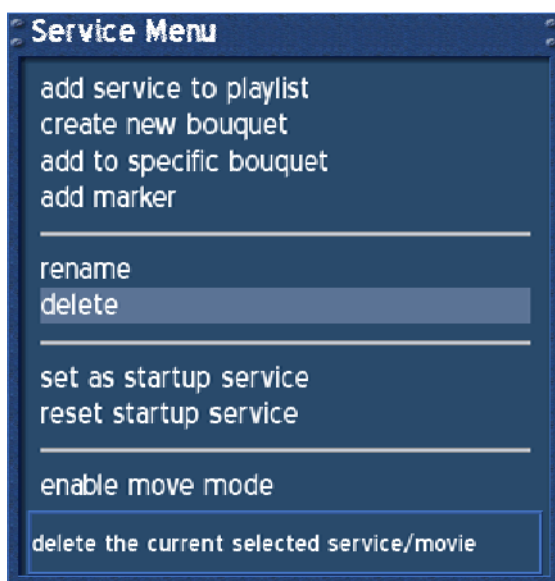 Service Menu
add service to playlist
create new bouquet
add to specific bouquet
add marker
rename
delete
set as startup service
reset startup service
enable move mode
delete the current selected service/movie